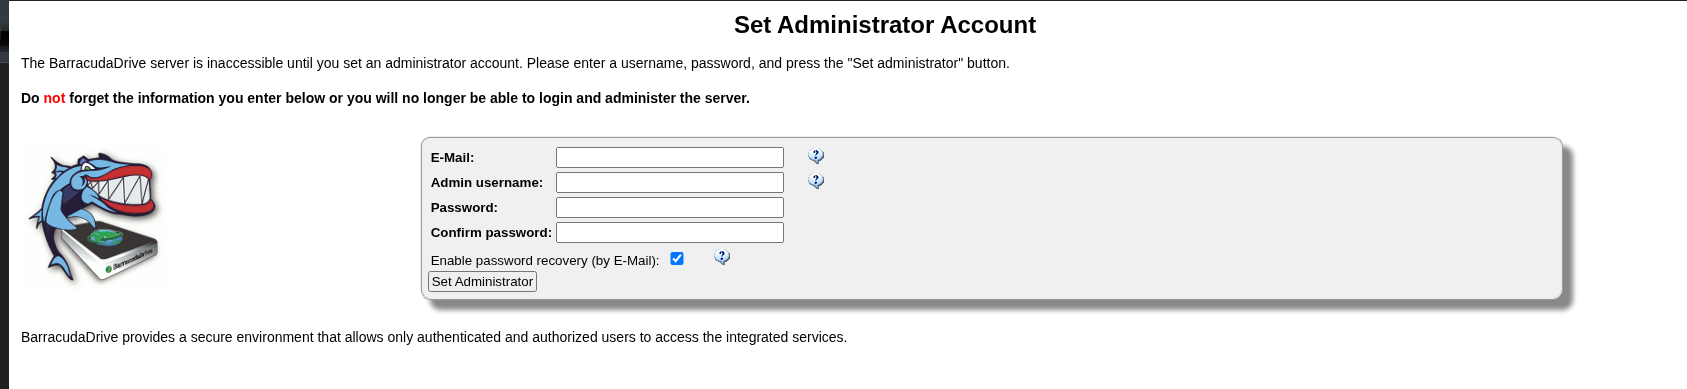 Set Administrator Account
The BarracudaDrive server is inaccessible until you set an administrator account. Please enter a username, password, and press the "Set administrator" button.
Do not forget the information you enter below or you will no longer be able to login and administer the server.
E-Mail:
Admin username:
Password:
Confirm password:
Enable password recovery (by E-Mail):
Set Administrator
BarracudaDrive
BarracudaDrive provides a secure environment that allows only authenticated and authorized users to access the integrated services.